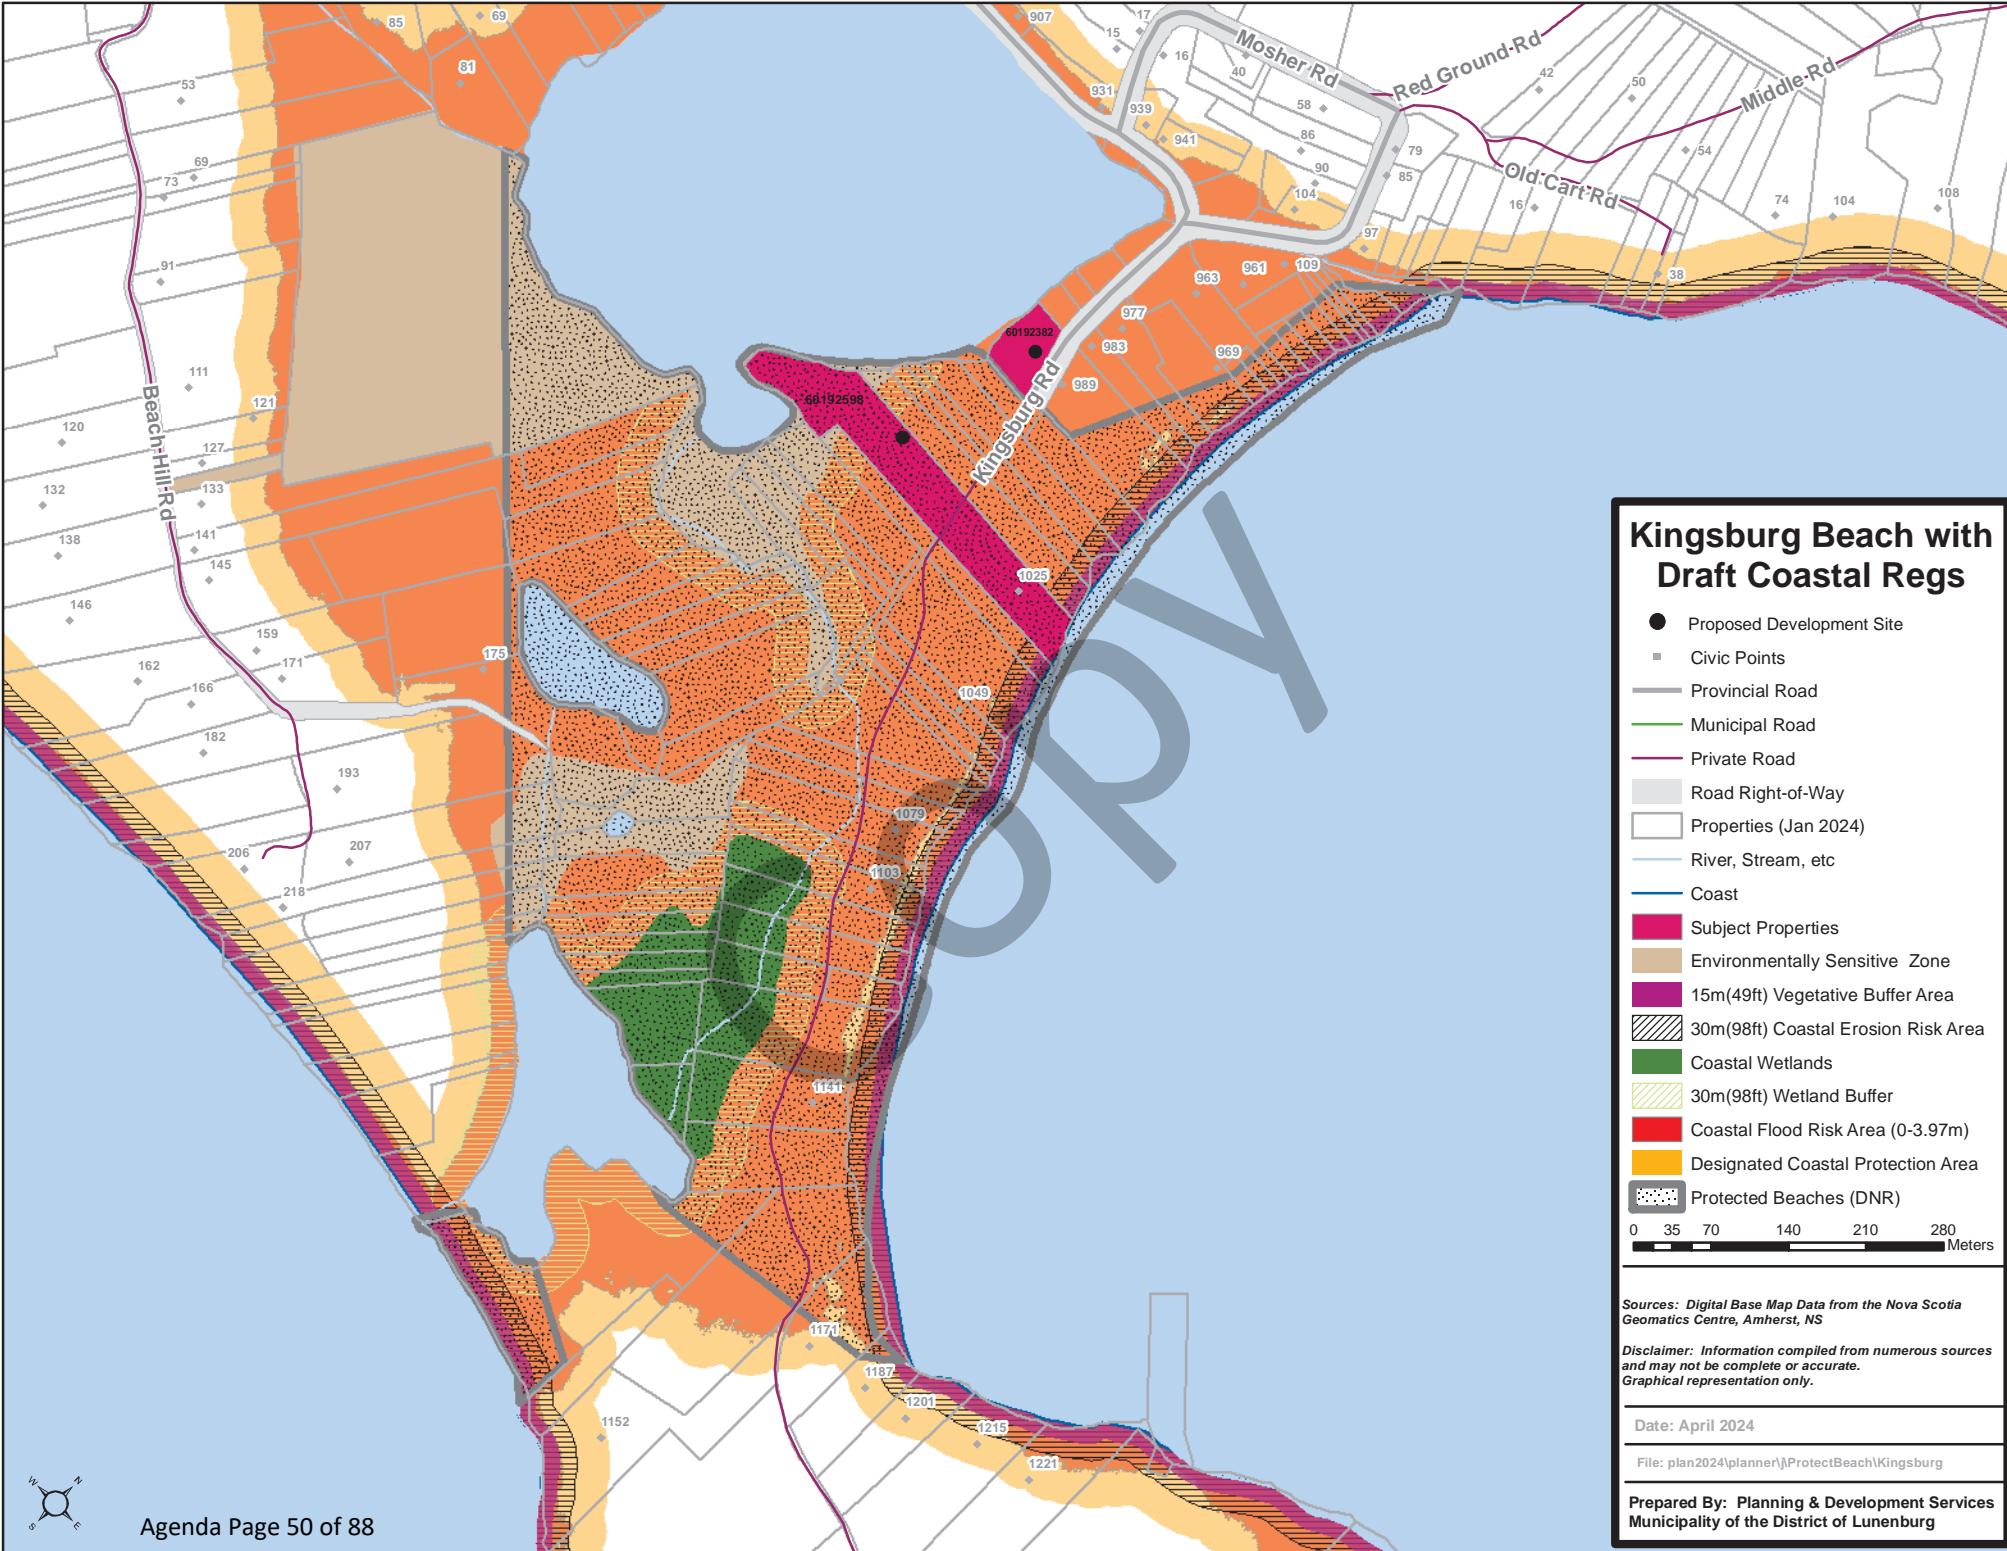 85
69
81
53
69
73
91
111
121
120
127
132
133
138
141
145
146
159
162
171
166
175
182
193
206
207
218
Beach Hill Rd
907
17
15
16
40
Mosher Rd
Red Ground Rd
42
50
Middle Rd
931
939
941
58
86
90
104
79
85
54
Old Cart Rd
16
74
104
108
97
38
109
961
963
977
983
969
989
60192382
60192598
Kingsburg Rd
1025
1049
1079
1103
1141
1171
1187
1201
1215
1221
1152
COPY
Kingsburg Beach with
Draft Coastal Regs
Proposed Development Site
Civic Points
Provincial Road
Municipal Road
Private Road
Road Right-of-Way
Properties (Jan 2024)
River, Stream, etc
Coast
Subject Properties
Environmentally Sensitive Zone
15m(49ft) Vegetative Buffer Area
30m(98ft) Coastal Erosion Risk Area
Coastal Wetlands
30m(98ft) Wetland Buffer
Coastal Flood Risk Area (0-3.97m)
Designated Coastal Protection Area
Protected Beaches (DNR)
0 35 70 140 210 280
Meters
Sources: Digital Base Map Data from the Nova Scotia
Geomatics Centre, Amherst, NS
Disclaimer: Information compiled from numerous sources
and may not be complete or accurate.
Graphical representation only.
Date: April 2024
File: plan2024\planner\j\ProtectBeach\Kingsburg
Prepared By: Planning & Development Services
Municipality of the District of Lunenburg
W N
S E
Agenda Page 50 of 88